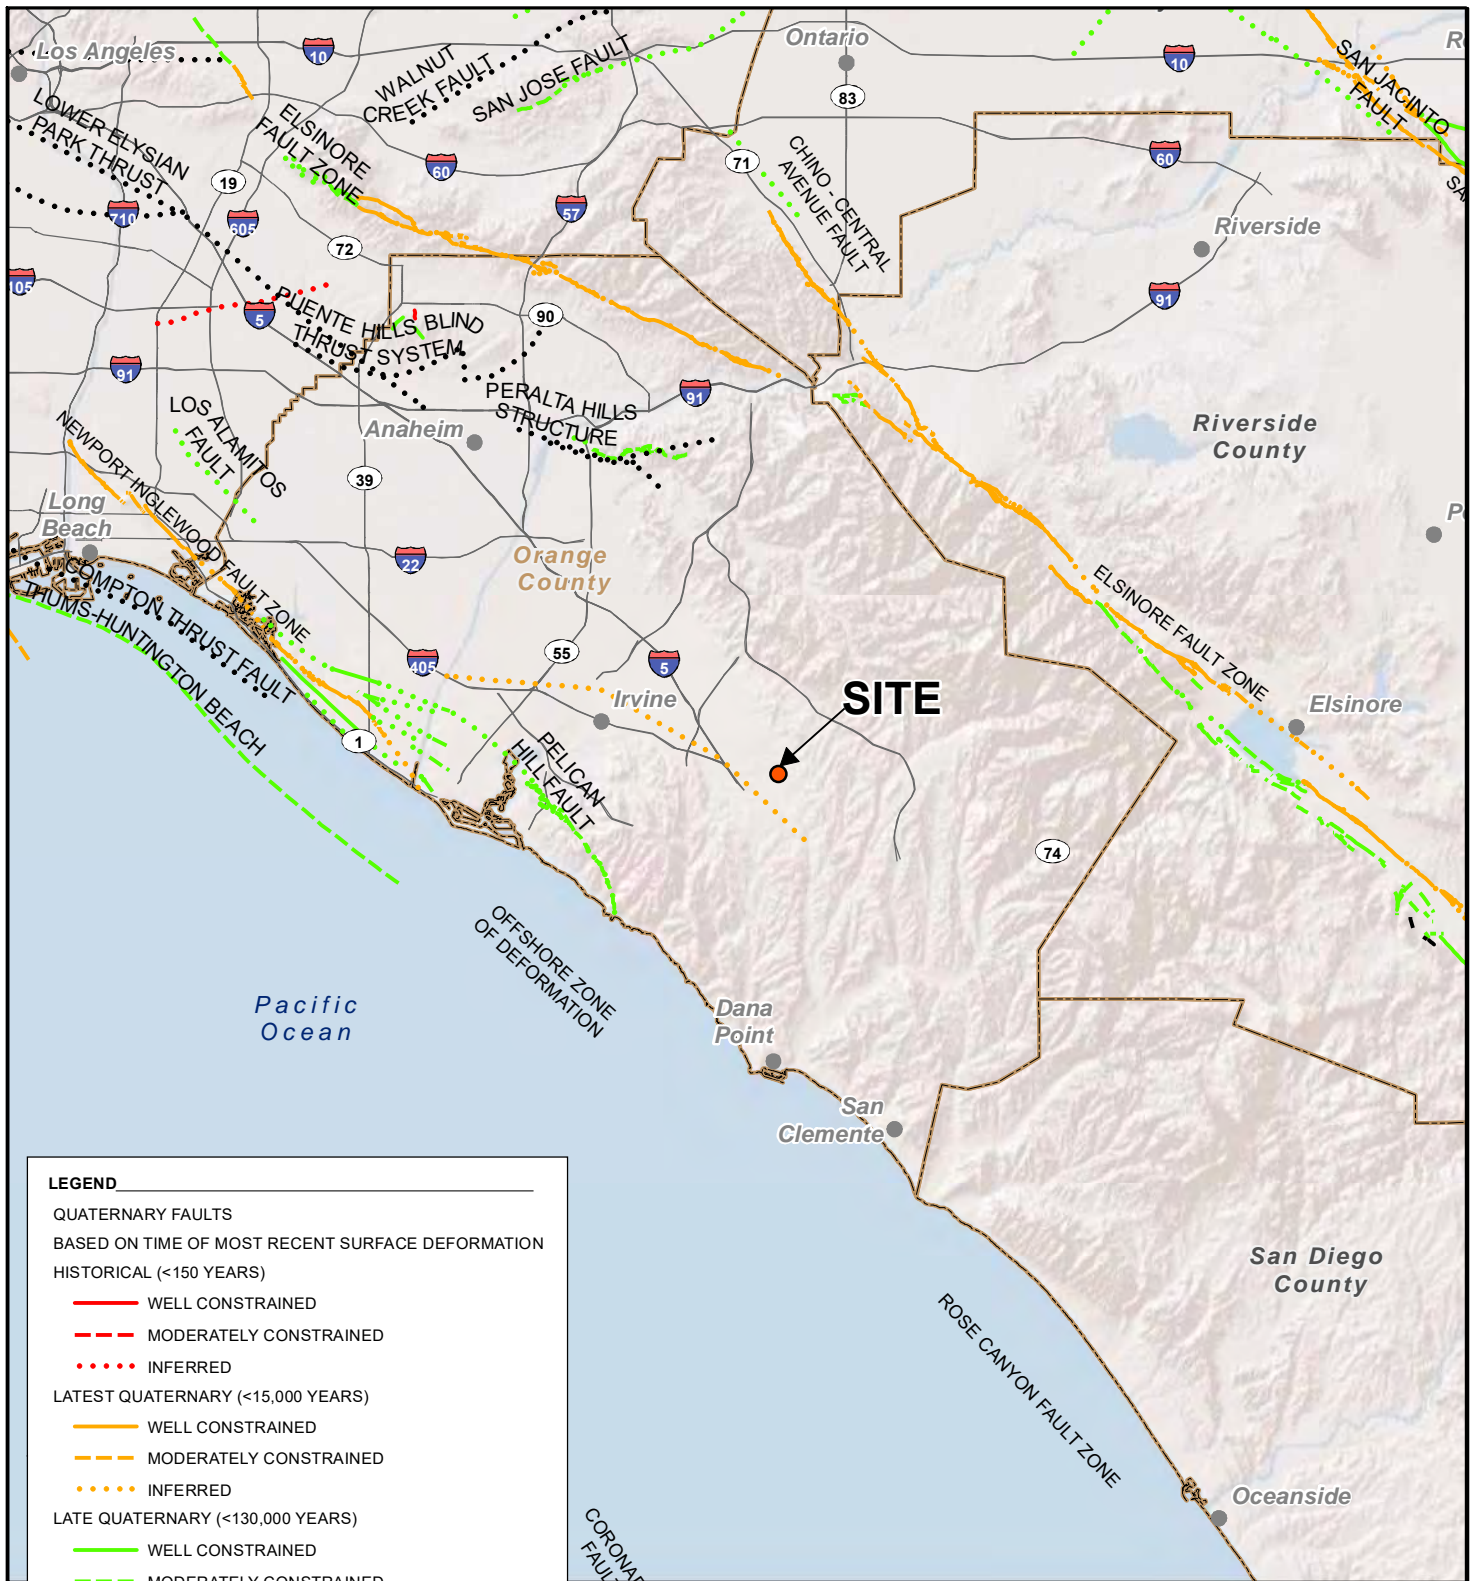 Los Angeles
10
WALNUT
CREEK FAULT
SAN JOSE FAULT
Ontario
83
10
SAN JACINTO
FAULT
LOWER ELYSIAN
PARK THRUST
ELSINORE
FAULT ZONE
19
60
71
CHINO - CENTRAL
AVENUE FAULT
60
710
605
57
72
Riverside
105
5
PUENTE HILLS BLIND
THRUST SYSTEM
90
91
91
PERALTA HILLS
STRUCTURE
91
LOS ALAMITOS
FAULT
Anaheim
Riverside
County
NEWPORT-INGLEWOOD FAULT ZONE
39
Long
Beach
22
Orange
County
COMPTON THRUST FAULT
THUMS-HUNTINGTON BEACH
ELSINORE FAULT ZONE
405
55
5
Irvine
SITE
Elsinore
1
PELICAN
HILL FAULT
74
OFFSHORE ZONE
OF DEFORMATION
Pacific
Ocean
Dana
Point
San
Clemente
San Diego
County
ROSE CANYON FAULT ZONE
Oceanside
LEGEND
QUATERNARY FAULTS
BASED ON TIME OF MOST RECENT SURFACE DEFORMATION
HISTORICAL (<150 YEARS)
WELL CONSTRAINED
MODERATELY CONSTRAINED
INFERRED
LATEST QUATERNARY (<15,000 YEARS)
WELL CONSTRAINED
MODERATELY CONSTRAINED
INFERRED
LATE QUATERNARY (<130,000 YEARS)
WELL CONSTRAINED
MODERATELY CONSTRAINED